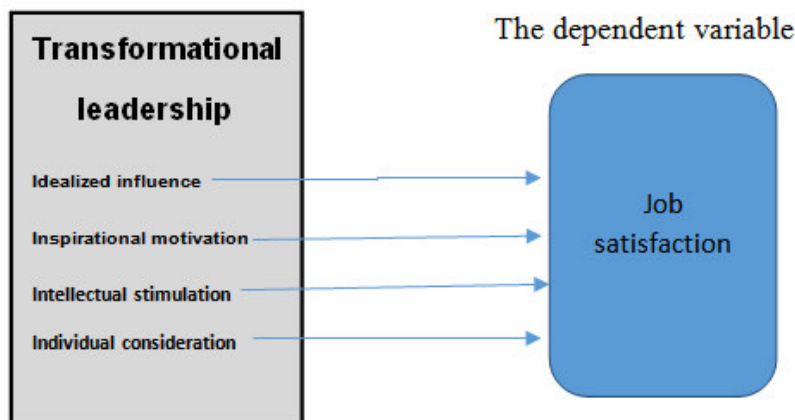 Transformational
leadership
Idealized influence
Inspirational motivation
Intellectual stimulation
Individual consideration
The dependent variable
Job
satisfaction